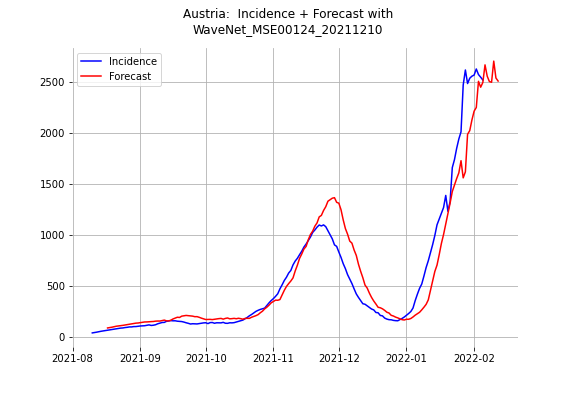 Austria:  Incidence + Forecast with
WaveNet_MSE00124_20211210
Incidence
Forecast
2500
2000
1500
1000
500
0
2021-08 2021-09 2021-10 2021-11 2021-12 2022-01 2022-02